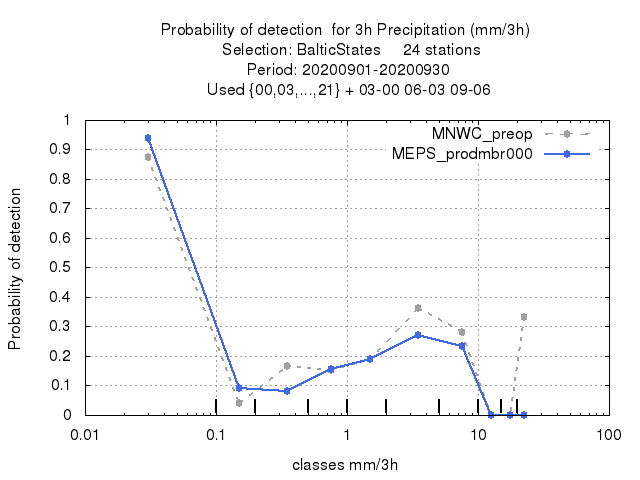 Probability of detection  for 3h Precipitation (mm/3h)
Selection: BalticStates     24 stations
Period: 20200901-20200930
Used {00,03,...,21} + 03-00 06-03 09-06
MNWC_preop
MEPS_prodmbr000
Probability of detection
1
0.9
0.8
0.7
0.6
0.5
0.4
0.3
0.2
0.1
0
0.01 0.1 1 10 100
classes mm/3h